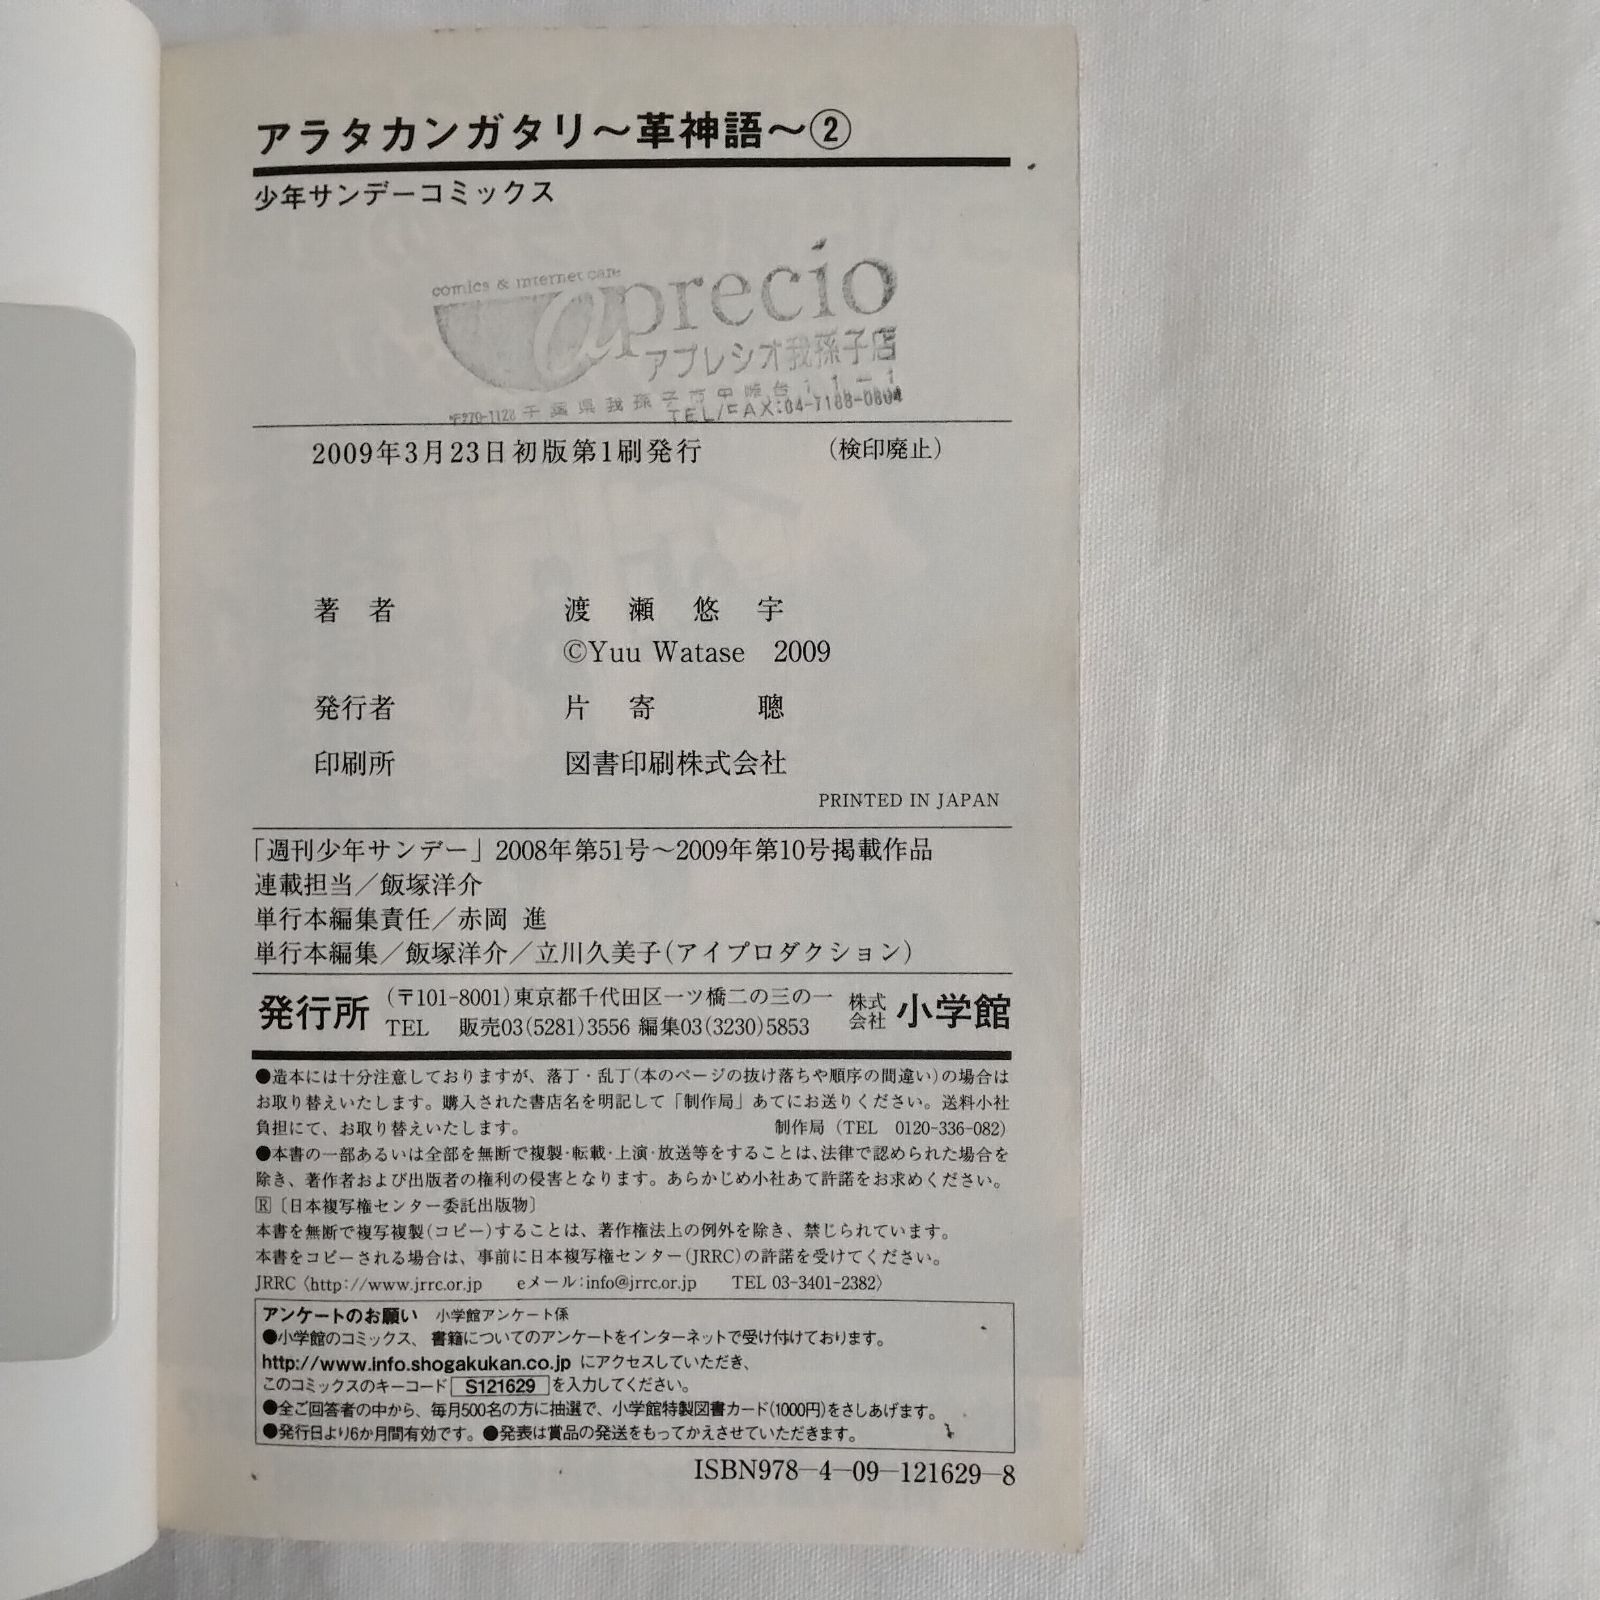 アラタカンガタリ〜革神語〜②
少年サンデーコミックス
comics & internet cafe
aprecio
アプレシオ我孫子店
〒270-1128 千葉県我孫子市
TEL/FAX:04-7188-0804
2009年3月23日初版第1刷発行 (検印廃止)
著者 渡瀬悠宇
©Yuu Watase 2009
発行者 片寄 聰
印刷所 図書印刷株式会社
PRINTED IN JAPAN
「週刊少年サンデー」2008年第51号〜2009年第10号掲載作品
連載担当／飯塚洋介
単行本編集責任／赤岡 進
単行本編集／飯塚洋介／立川久美子(アイプロダクション)
発行所 (〒101-8001)東京都千代田区一ツ橋二の三の一 株式会社 小学館
TEL 販売03(5281)3556 編集03(3230)5853
●造本には十分注意しておりますが、落丁・乱丁(本のページの抜け落ちや順序の間違い)の場合は
お取り替えいたします。購入された書店名を明記して「制作局」あてにお送りください。送料小社
負担にて、お取り替えいたします。 制作局(TEL 0120-336-082)
●本書の一部あるいは全部を無断で複製・転載・上演・放送等をすることは、法律で認められた場合を
除き、著作者および出版者の権利の侵害となります。あらかじめ小社あて許諾をお求めください。
Ⓡ〔日本複写権センター委託出版物〕
本書を無断で複写複製(コピー)することは、著作権法上の例外を除き、禁じられています。
本書をコピーされる場合は、事前に日本複写権センター(JRRC)の許諾を受けてください。
JRRC〈http://www.jrrc.or.jp eメール:info@jrrc.or.jp TEL 03-3401-2382〉
アンケートのお願い 小学館アンケート係
●小学館のコミックス、書籍についてのアンケートをインターネットで受け付けております。
http://www.info.shogakukan.co.jp にアクセスしていただき、
このコミックスのキーコード S121629 を入力してください。
●全ご回答者の中から、毎月500名の方に抽選で、小学館特製図書カード(1000円)をさしあげます。
●発行日より6か月間有効です。●発表は賞品の発送をもってかえさせていただきます。
ISBN978-4-09-121629-8